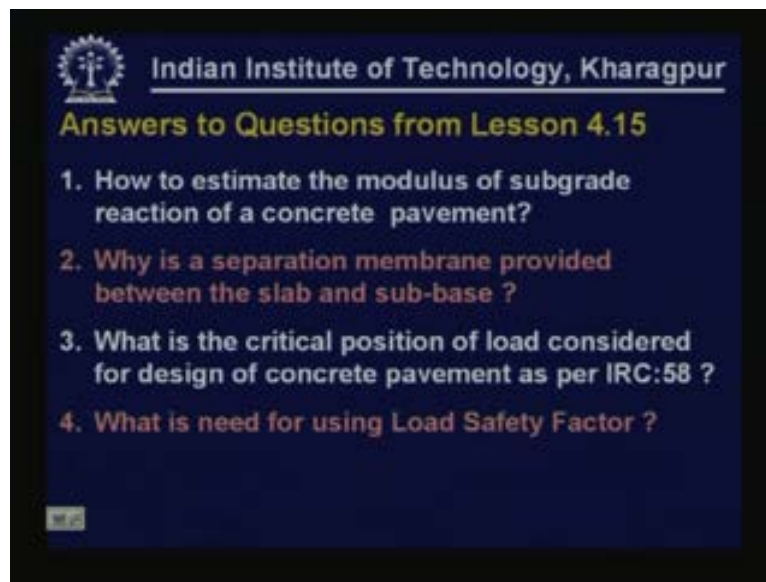 Indian Institute of Technology, Kharagpur
Answers to Questions from Lesson 4.15
1. How to estimate the modulus of subgrade
reaction of a concrete pavement?
2. Why is a separation membrane provided
between the slab and sub-base ?
3. What is the critical position of load considered
for design of concrete pavement as per IRC:58 ?
4. What is need for using Load Safety Factor ?